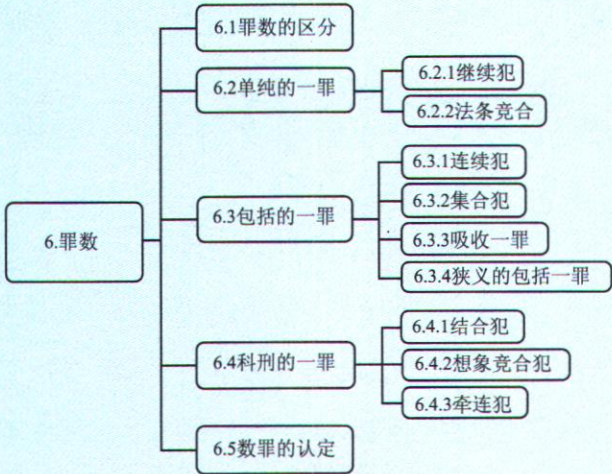 6.罪数
6.1罪数的区分
6.2单纯的一罪
6.2.1继续犯
6.2.2法条竞合
6.3包括的一罪
6.3.1连续犯
6.3.2集合犯
6.3.3吸收一罪
6.3.4狭义的包括一罪
6.4科刑的一罪
6.4.1结合犯
6.4.2想象竞合犯
6.4.3牵连犯
6.5数罪的认定